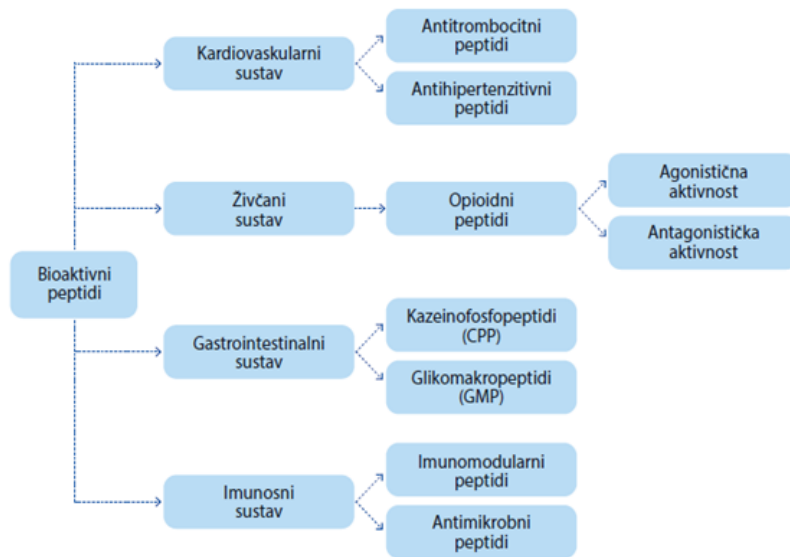 Bioaktivni
peptidi
Kardiovaskularni
sustav
Antitrombocitni
peptidi
Antihipertenzitivni
peptidi
Živčani
sustav
Opioidni
peptidi
Agonistična
aktivnost
Antagonistička
aktivnost
Gastrointestinalni
sustav
Kazeinofosfopeptidi
(CPP)
Glikomakropeptidi
(GMP)
Imunosni
sustav
Imunomodularni
peptidi
Antimikrobni
peptidi